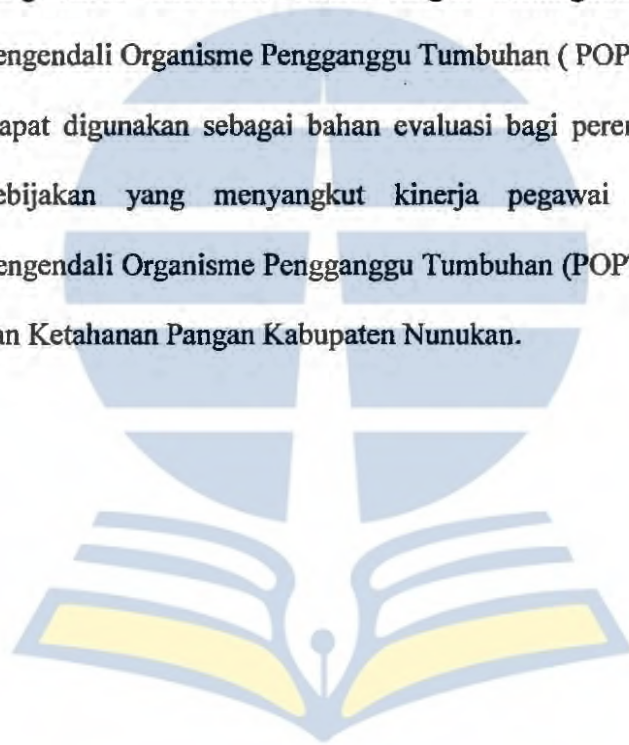 engendali Organisme Pengganggu Tumbuhan ( POP
apat digunakan sebagai bahan evaluasi bagi perer
ebijakan yang menyangkut kinerja pegawai
engendali Organisme Pengganggu Tumbuhan (POP
an Ketahanan Pangan Kabupaten Nunukan.